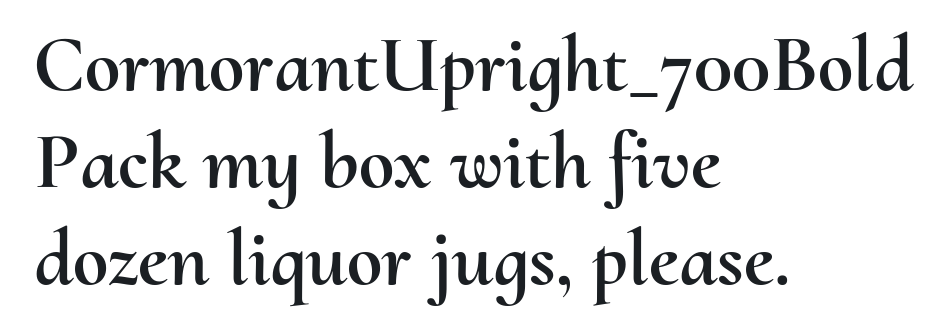 CormorantUpright_700Bold
Pack my box with five
dozen liquor jugs, please.